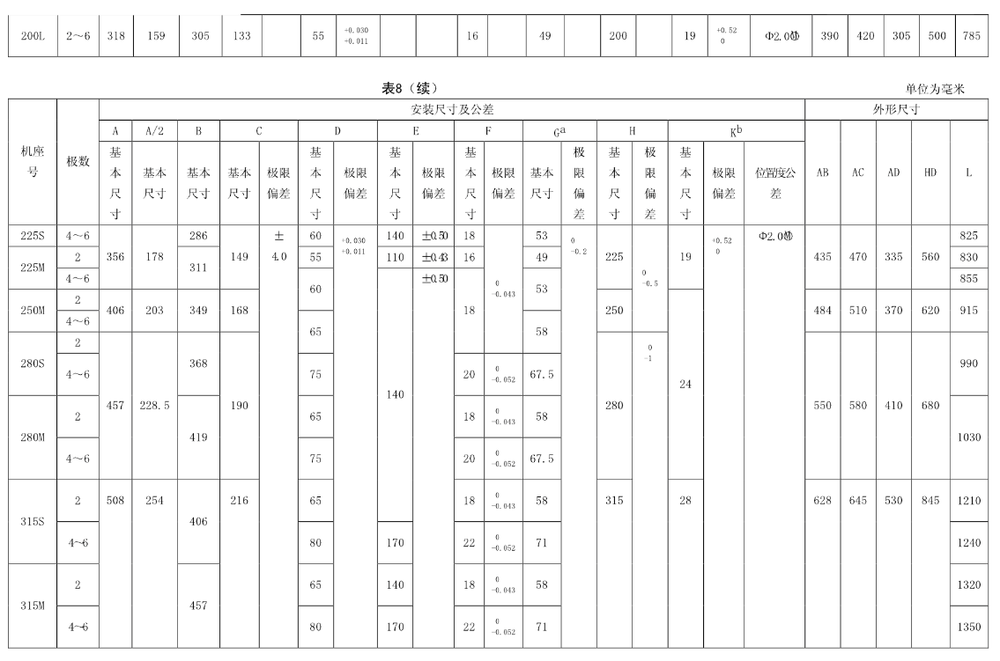 200L 2～6 318 159 305 133 55 +0.030 +0.011 16 49 200 19 +0.52 0 Φ2.0Ⓜ 390 420 305 500 785
表8（续） 单位为毫米
机座号 极数 安装尺寸及公差 外形尺寸
A A/2 B C D E F Gᵃ H Kᵇ AB AC AD HD L
基本尺寸 基本尺寸 基本尺寸 基本尺寸 极限偏差 基本尺寸 极限偏差 基本尺寸 极限偏差 基本尺寸 极限偏差 基本尺寸 极限偏差 基本尺寸 极限偏差 基本尺寸 极限偏差 位置度公差
225S 4～6 356 178 286 149 ±4.0 60 +0.030 +0.011 140 ±0.50 18 0 -0.043 53 0 -0.2 225 0 -0.5 19 +0.52 0 Φ2.0Ⓜ 435 470 335 560 825
225M 2 311 55 110 ±0.43 16 49 830
4～6 60 140 ±0.50 18 53 855
250M 2 406 203 349 168 250 24 484 510 370 620 915
4～6 65 58
280S 2 457 228.5 368 190 280 0 -1 550 580 410 680 990
4～6 75 20 0 -0.052 67.5
280M 2 419 65 18 0 -0.043 58 1030
4～6 75 20 0 -0.052 67.5
315S 2 508 254 406 216 65 18 0 -0.043 58 315 28 628 645 530 845 1210
4～6 80 170 22 0 -0.052 71 1240
315M 2 457 65 140 18 0 -0.043 58 1320
4～6 80 170 22 0 -0.052 71 1350